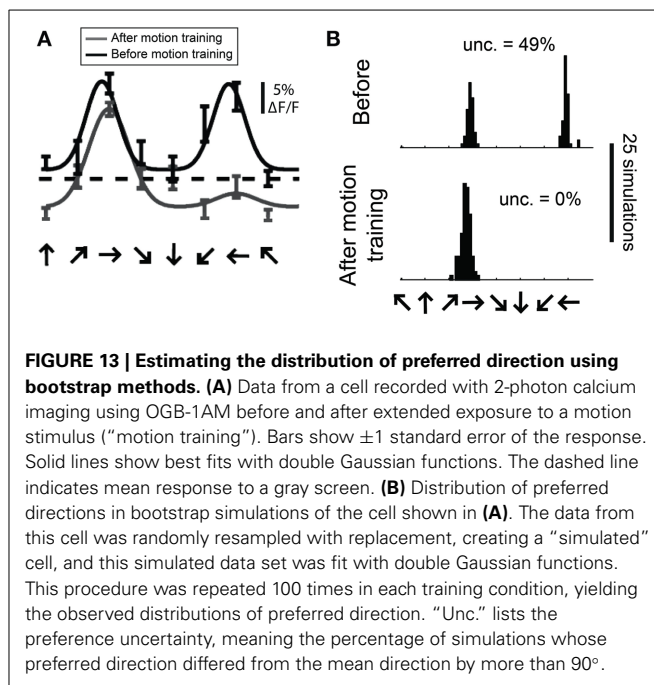 A
After motion training
Before motion training
5%
ΔF/F
B
Before
unc. = 49%
After motion
training
unc. = 0%
25 simulations
FIGURE 13 | Estimating the distribution of preferred direction using
bootstrap methods. (A) Data from a cell recorded with 2-photon calcium
imaging using OGB-1AM before and after extended exposure to a motion
stimulus (“motion training”). Bars show ±1 standard error of the response.
Solid lines show best fits with double Gaussian functions. The dashed line
indicates mean response to a gray screen. (B) Distribution of preferred
directions in bootstrap simulations of the cell shown in (A). The data from
this cell was randomly resampled with replacement, creating a “simulated”
cell, and this simulated data set was fit with double Gaussian functions.
This procedure was repeated 100 times in each training condition, yielding
the observed distributions of preferred direction. “Unc.” lists the
preference uncertainty, meaning the percentage of simulations whose
preferred direction differed from the mean direction by more than 90°.